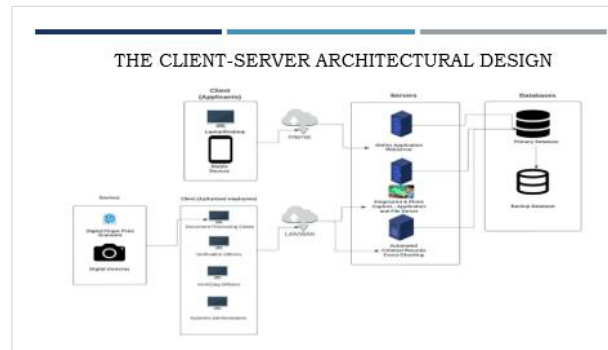 THE CLIENT-SERVER ARCHITECTURAL DESIGN
Client
(Applicants)
Laptop/Desktop
Mobile
Devices
Internet
Servers
Online Application
Webserver
Fingerprint & Photo
Capture - Application
and File Server
Automated
Criminal Records
Cross-Checking
Databases
Primary Database
Backup Database
Devices
Digital Finger Print
Scanners
Digital Cameras
Client (Authorized employees)
Document Processing Clerks
Verification Officers
LAN/WAN
Systems Administrators